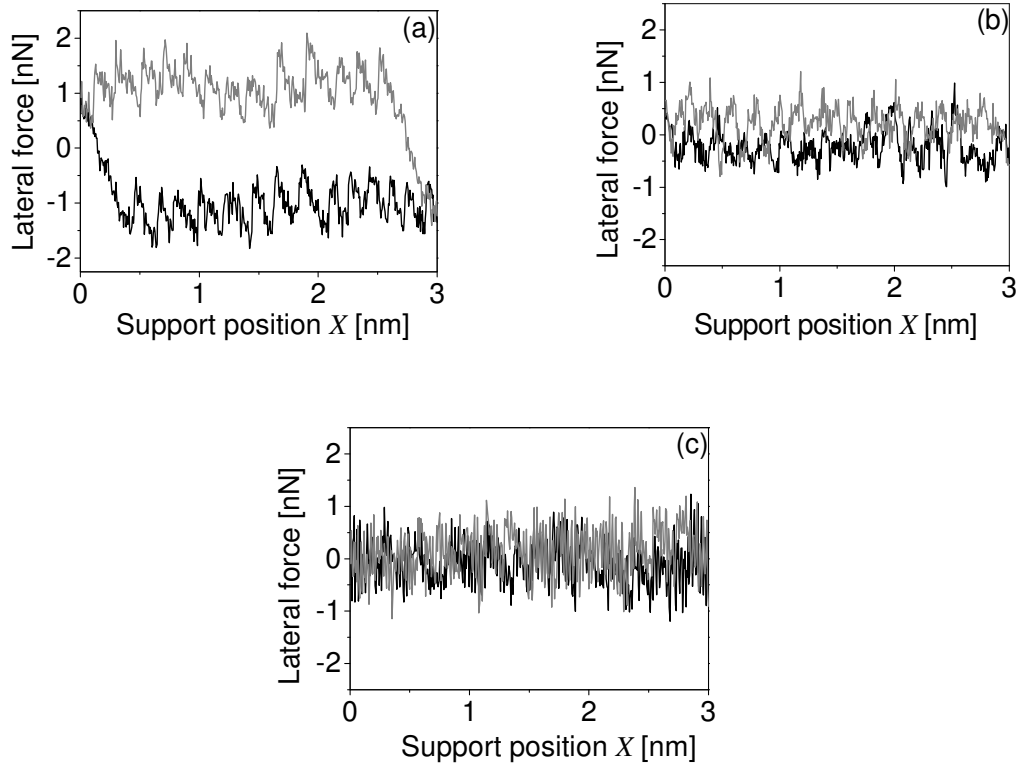 (a)
Lateral force [nN]
2
1
0
-1
-2
0 1 2 3
Support position X [nm]
(b)
Lateral force [nN]
2
1
0
-1
-2
0 1 2 3
Support position X [nm]
(c)
Lateral force [nN]
2
1
0
-1
-2
0 1 2 3
Support position X [nm]